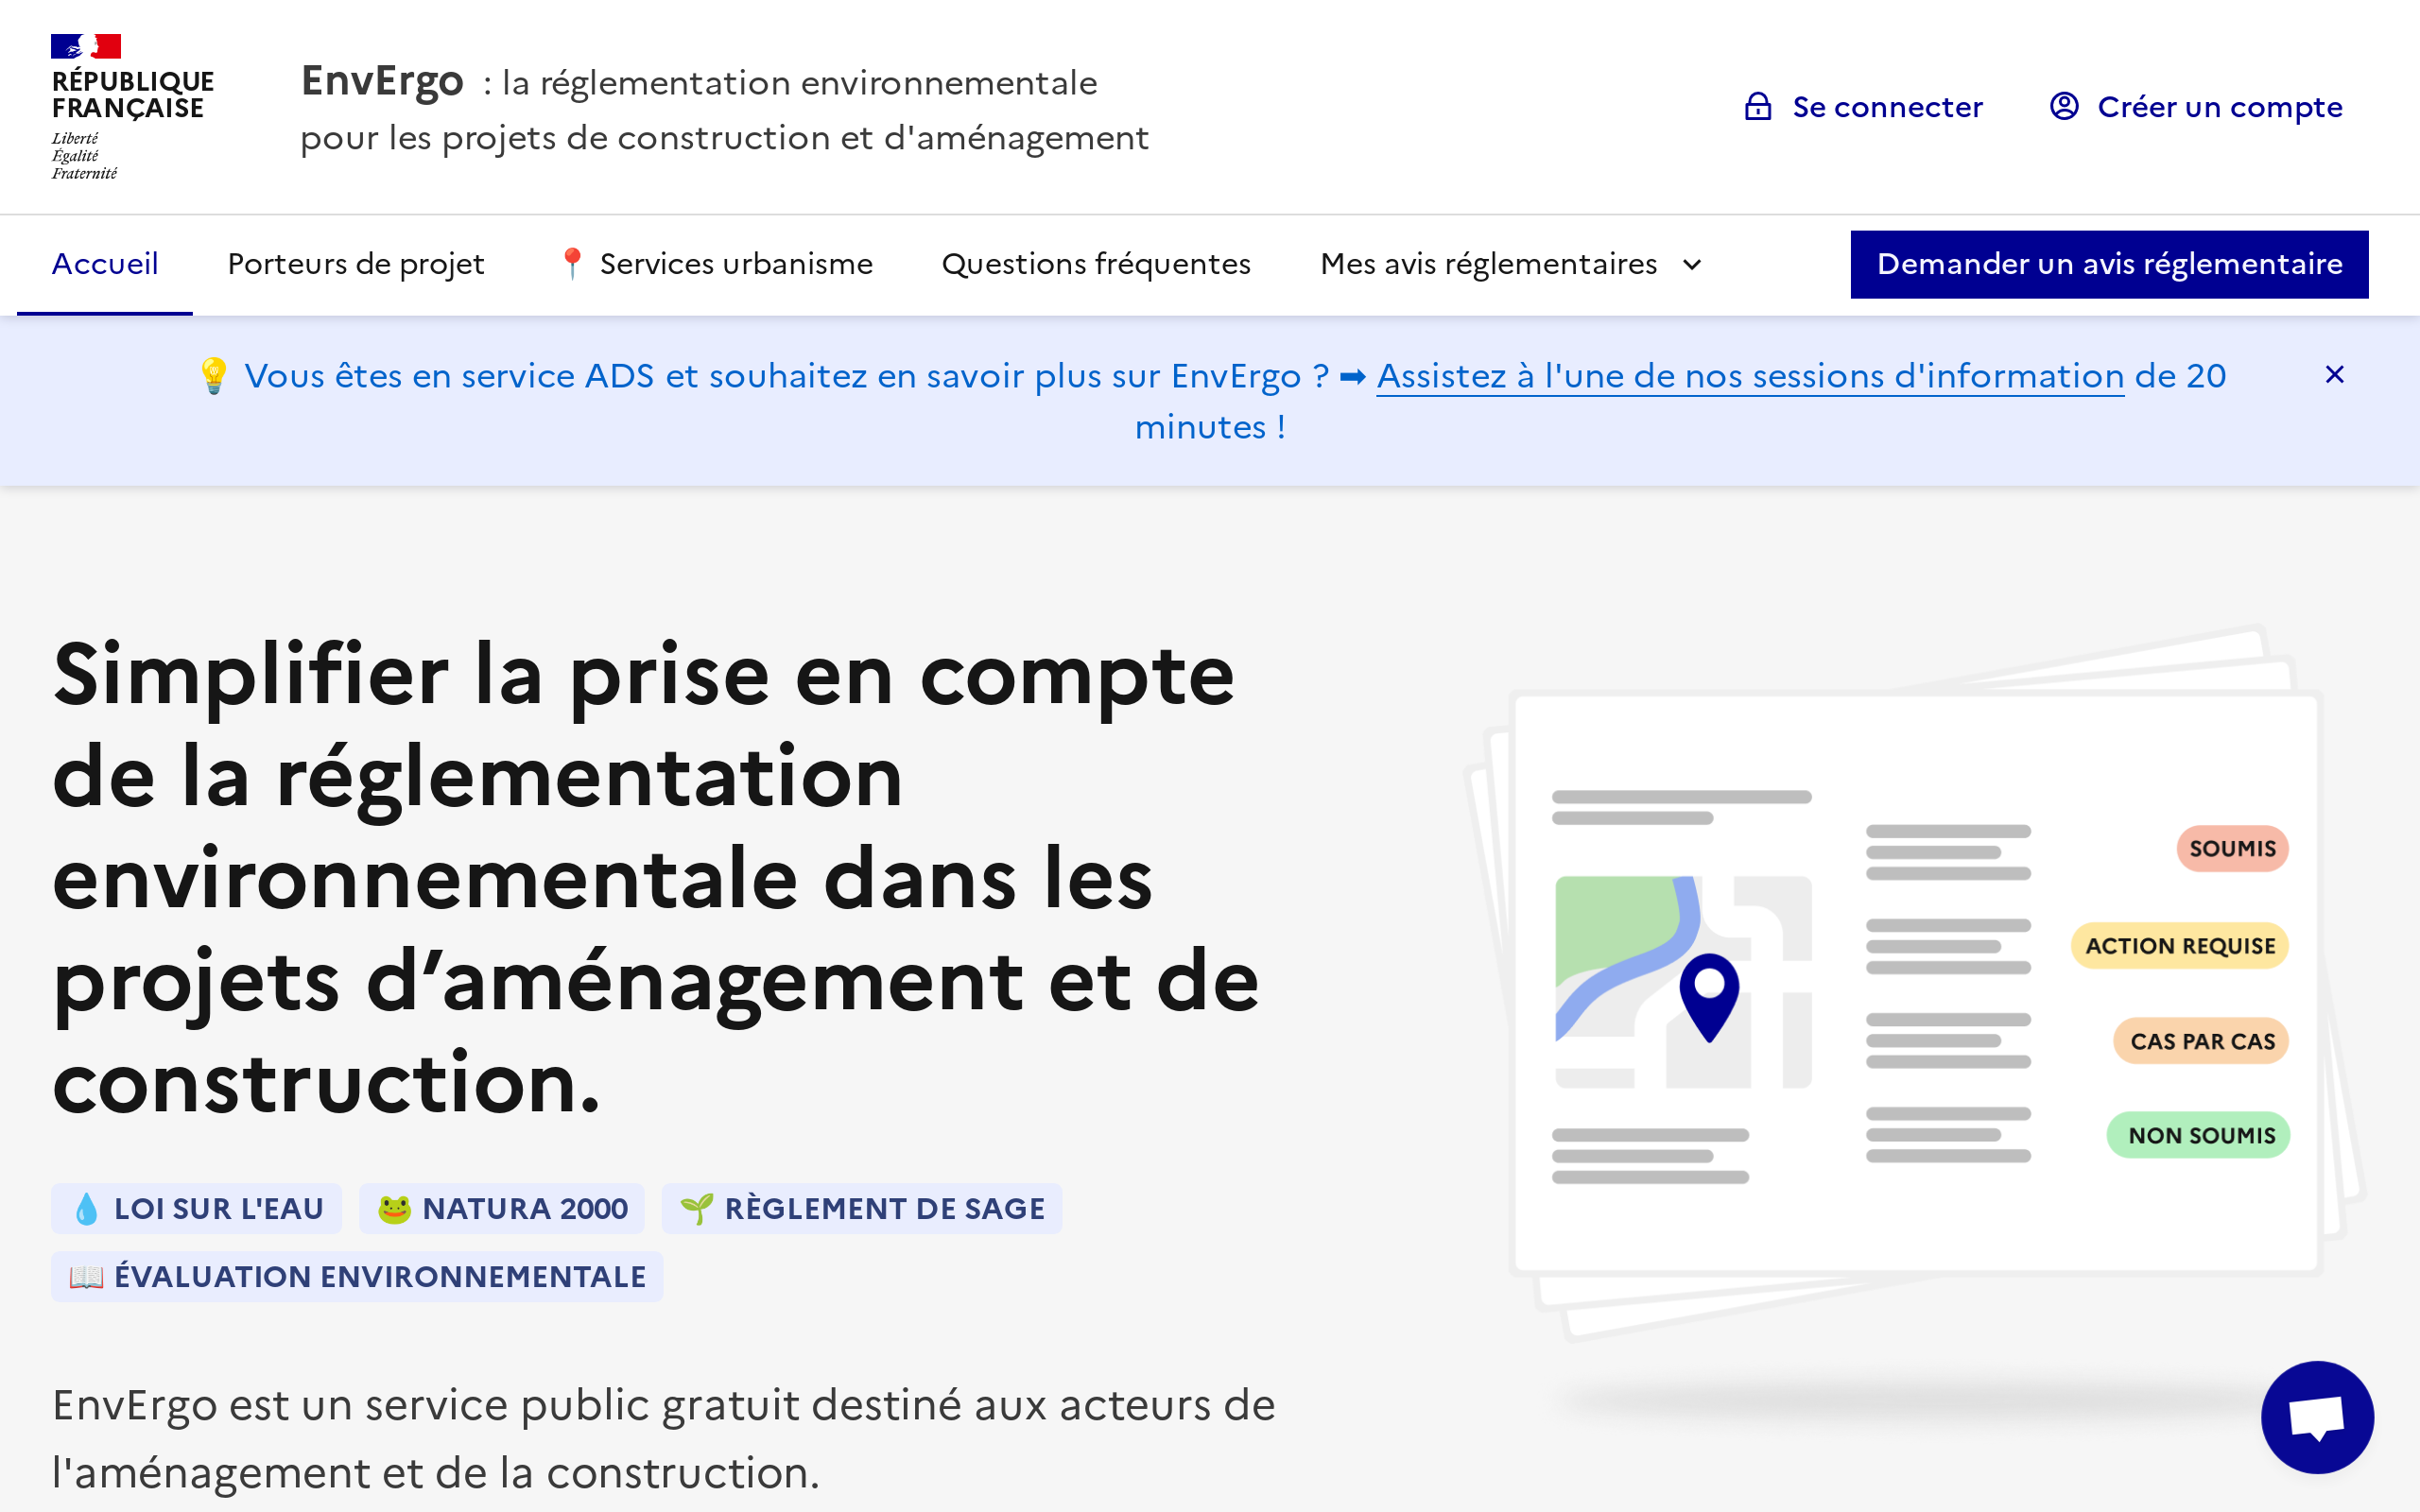 RÉPUBLIQUE
FRANÇAISE
Liberté
Égalité
Fraternité
EnvErgo : la réglementation environnementale
pour les projets de construction et d'aménagement
Se connecter
Créer un compte
Accueil
Porteurs de projet
📍 Services urbanisme
Questions fréquentes
Mes avis réglementaires
Demander un avis réglementaire
💡 Vous êtes en service ADS et souhaitez en savoir plus sur EnvErgo ? ➡ Assistez à l'une de nos sessions d'information de 20
minutes !
Simplifier la prise en compte
de la réglementation
environnementale dans les
projets d’aménagement et de
construction.
💧 LOI SUR L'EAU
🐸 NATURA 2000
🌱 RÈGLEMENT DE SAGE
📖 ÉVALUATION ENVIRONNEMENTALE
EnvErgo est un service public gratuit destiné aux acteurs de
l'aménagement et de la construction.
SOUMIS
ACTION REQUISE
CAS PAR CAS
NON SOUMIS